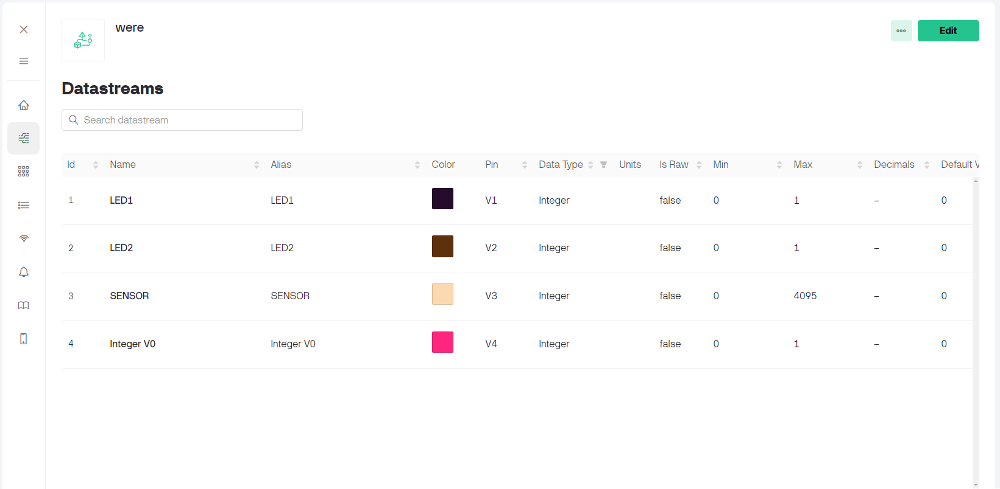 were
Edit
Datastreams
Search datastream
Id Name Alias Color Pin Data Type Units Is Raw Min Max Decimals Default V
1 LED1 LED1 V1 Integer false 0 1 – 0
2 LED2 LED2 V2 Integer false 0 1 – 0
3 SENSOR SENSOR V3 Integer false 0 4095 – 0
4 Integer V0 Integer V0 V4 Integer false 0 1 – 0